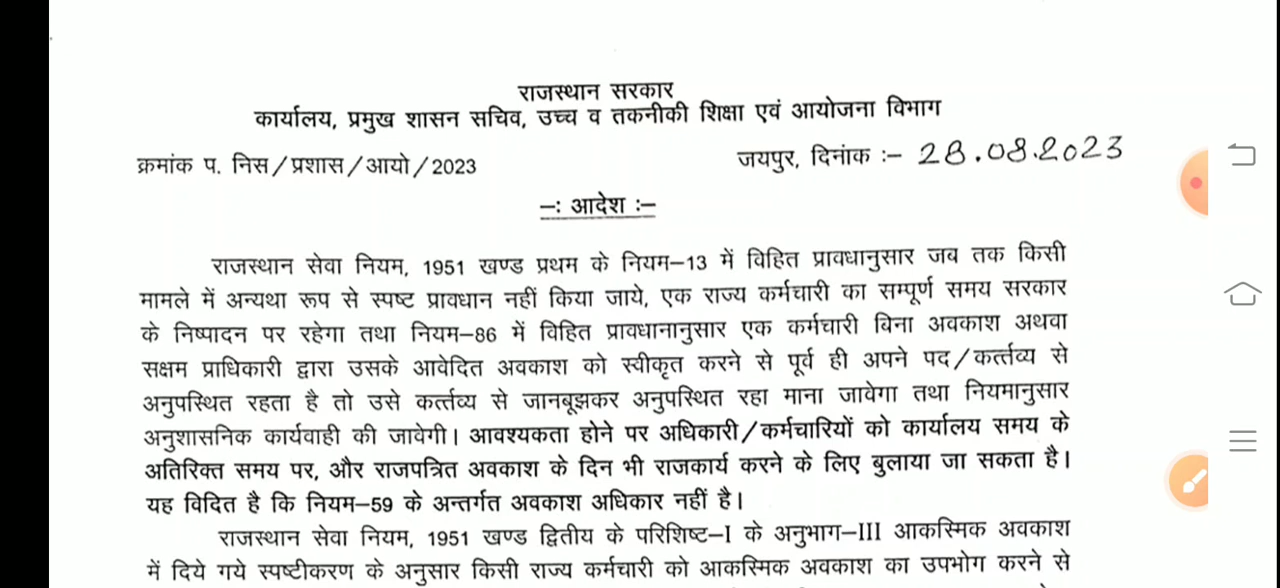 राजस्थान सरकार
कार्यालय, प्रमुख शासन सचिव, उच्च व तकनीकी शिक्षा एवं आयोजना विभाग
क्रमांक प. निस/प्रशास/आयो/2023 जयपुर, दिनांक :- 28.08.2023
-: आदेश :-
राजस्थान सेवा नियम, 1951 खण्ड प्रथम के नियम-13 में विहित प्रावधानुसार जब तक किसी
मामले में अन्यथा रूप से स्पष्ट प्रावधान नहीं किया जाये, एक राज्य कर्मचारी का सम्पूर्ण समय सरकार
के निष्पादन पर रहेगा तथा नियम-86 में विहित प्रावधानानुसार एक कर्मचारी बिना अवकाश अथवा
सक्षम प्राधिकारी द्वारा उसके आवेदित अवकाश को स्वीकृत करने से पूर्व ही अपने पद/कर्त्तव्य से
अनुपस्थित रहता है तो उसे कर्त्तव्य से जानबूझकर अनुपस्थित रहा माना जावेगा तथा नियमानुसार
अनुशासनिक कार्यवाही की जावेगी। आवश्यकता होने पर अधिकारी/कर्मचारियों को कार्यालय समय के
अतिरिक्त समय पर, और राजपत्रित अवकाश के दिन भी राजकार्य करने के लिए बुलाया जा सकता है।
यह विदित है कि नियम-59 के अन्तर्गत अवकाश अधिकार नहीं है।
राजस्थान सेवा नियम, 1951 खण्ड द्वितीय के परिशिष्ट-I के अनुभाग-III आकस्मिक अवकाश
में दिये गये स्पष्टीकरण के अनुसार किसी राज्य कर्मचारी को आकस्मिक अवकाश का उपभोग करने से